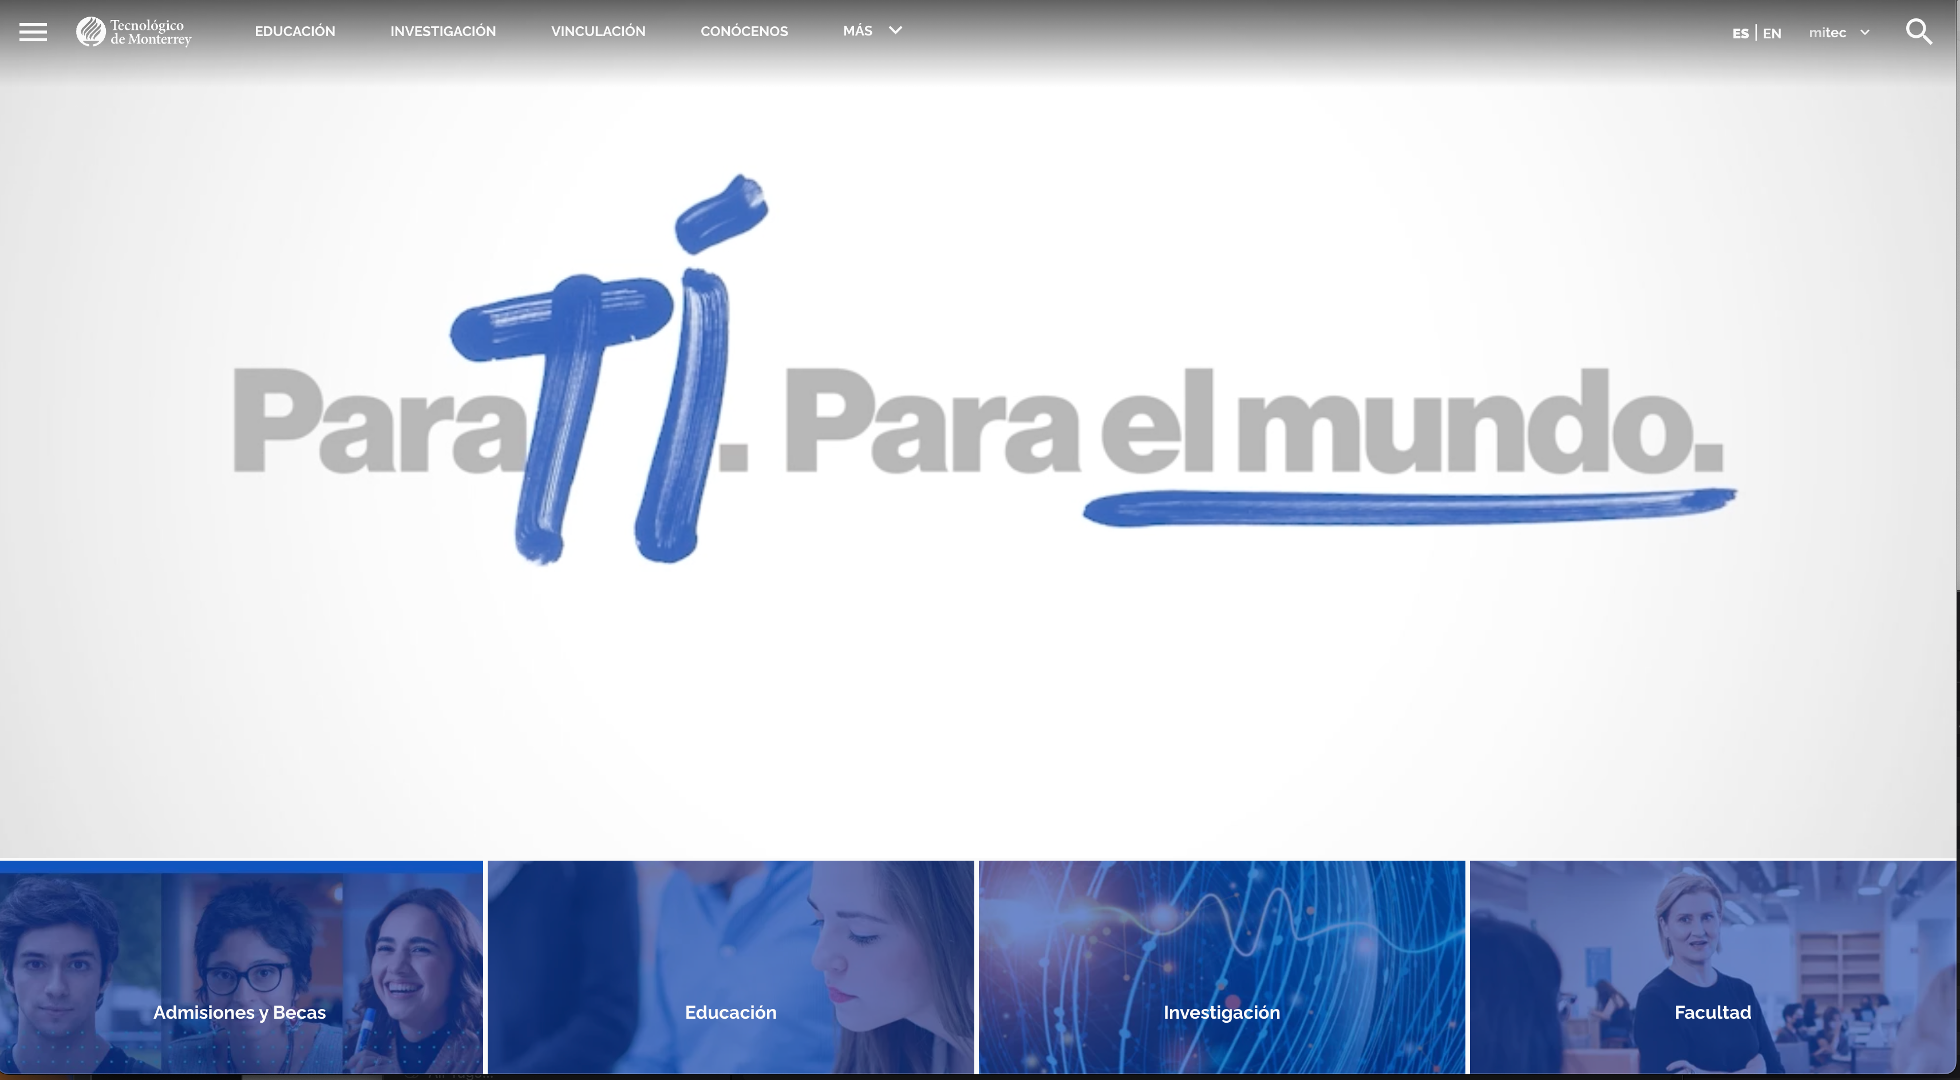 Tecnológico
de Monterrey
EDUCACIÓN
INVESTIGACIÓN
VINCULACIÓN
CONÓCENOS
MÁS
ES | EN
mitec
Para TÍ. Para el mundo.
Admisiones y Becas
Educación
Investigación
Facultad